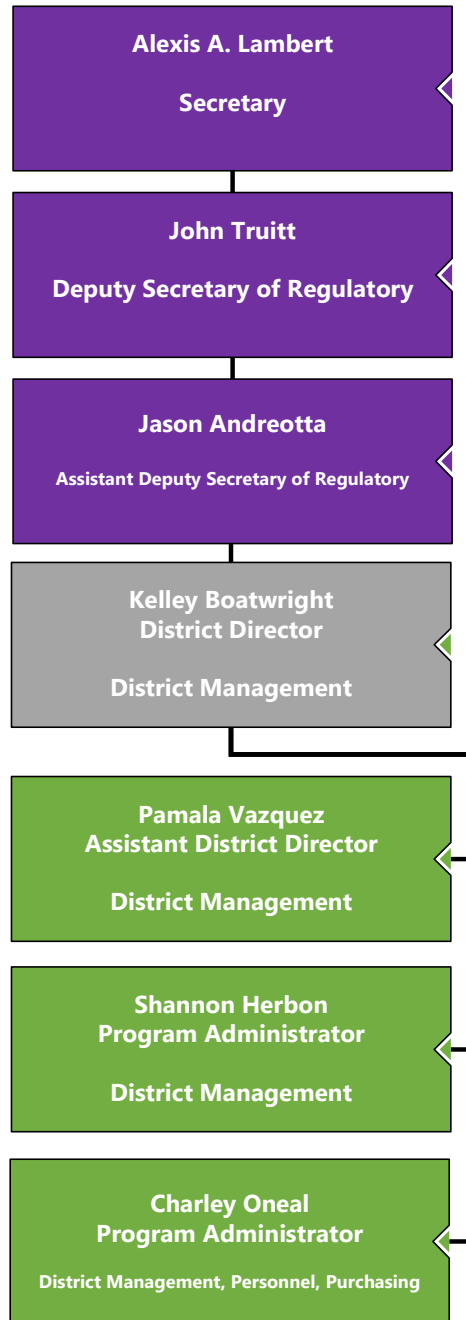 Alexis A. Lambert
Secretary
John Truitt
Deputy Secretary of Regulatory
Jason Andreotta
Assistant Deputy Secretary of Regulatory
Kelley Boatwright
District Director
District Management
Pamala Vazquez
Assistant District Director
District Management
Shannon Herbon
Program Administrator
District Management
Charley Oneal
Program Administrator
District Management, Personnel, Purchasing